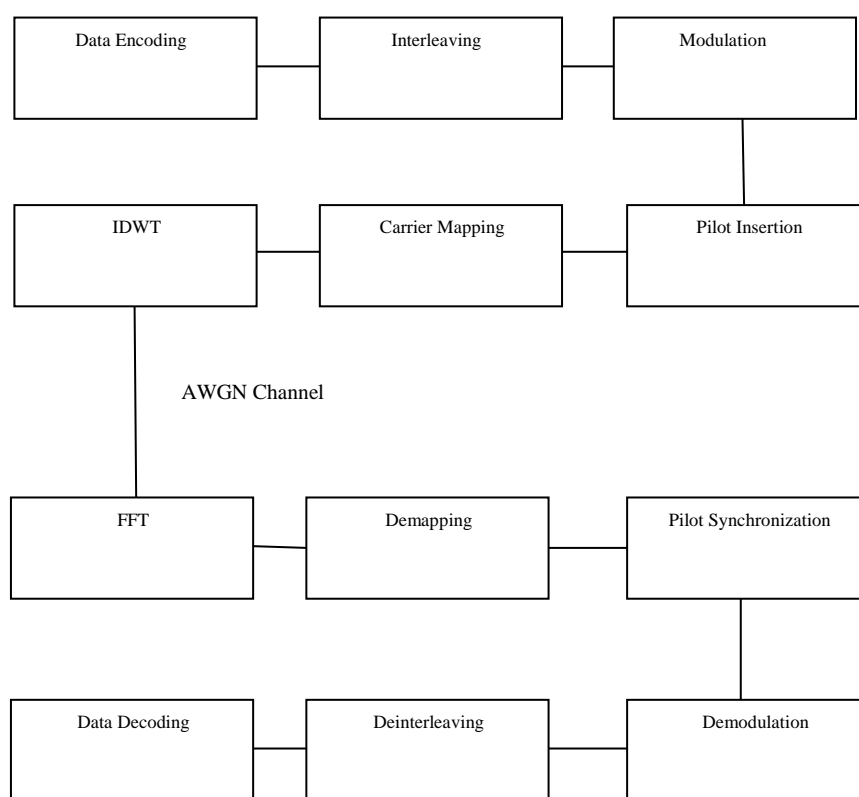 Data Encoding
Interleaving
Modulation
IDWT
Carrier Mapping
Pilot Insertion
AWGN Channel
FFT
Demapping
Pilot Synchronization
Data Decoding
Deinterleaving
Demodulation